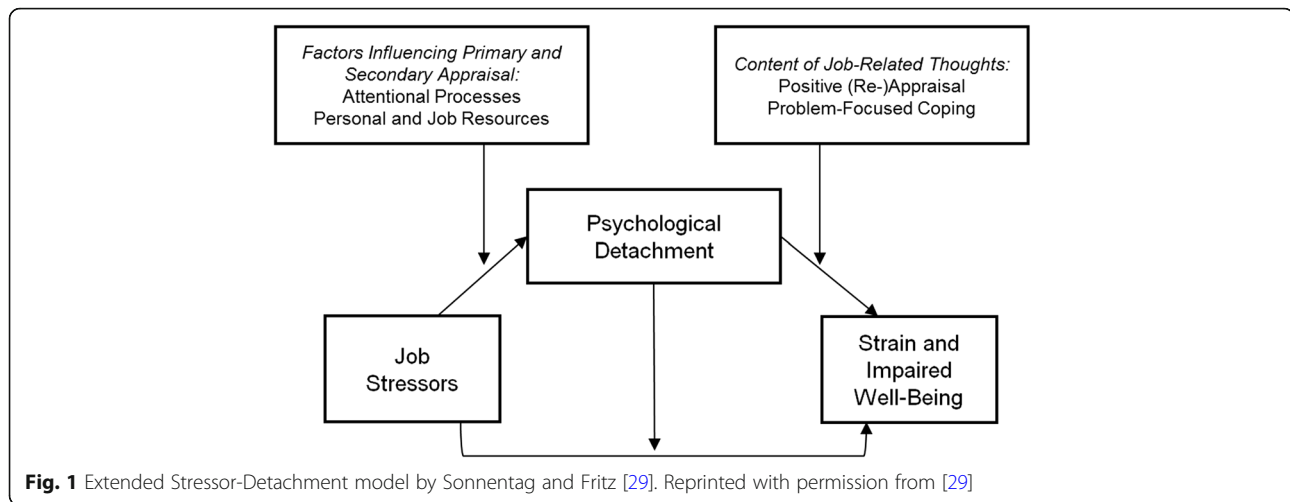 Factors Influencing Primary and
Secondary Appraisal:
Attentional Processes
Personal and Job Resources
Content of Job-Related Thoughts:
Positive (Re-)Appraisal
Problem-Focused Coping
Psychological
Detachment
Job
Stressors
Strain and
Impaired
Well-Being
Fig. 1 Extended Stressor-Detachment model by Sonnentag and Fritz [29]. Reprinted with permission from [29]